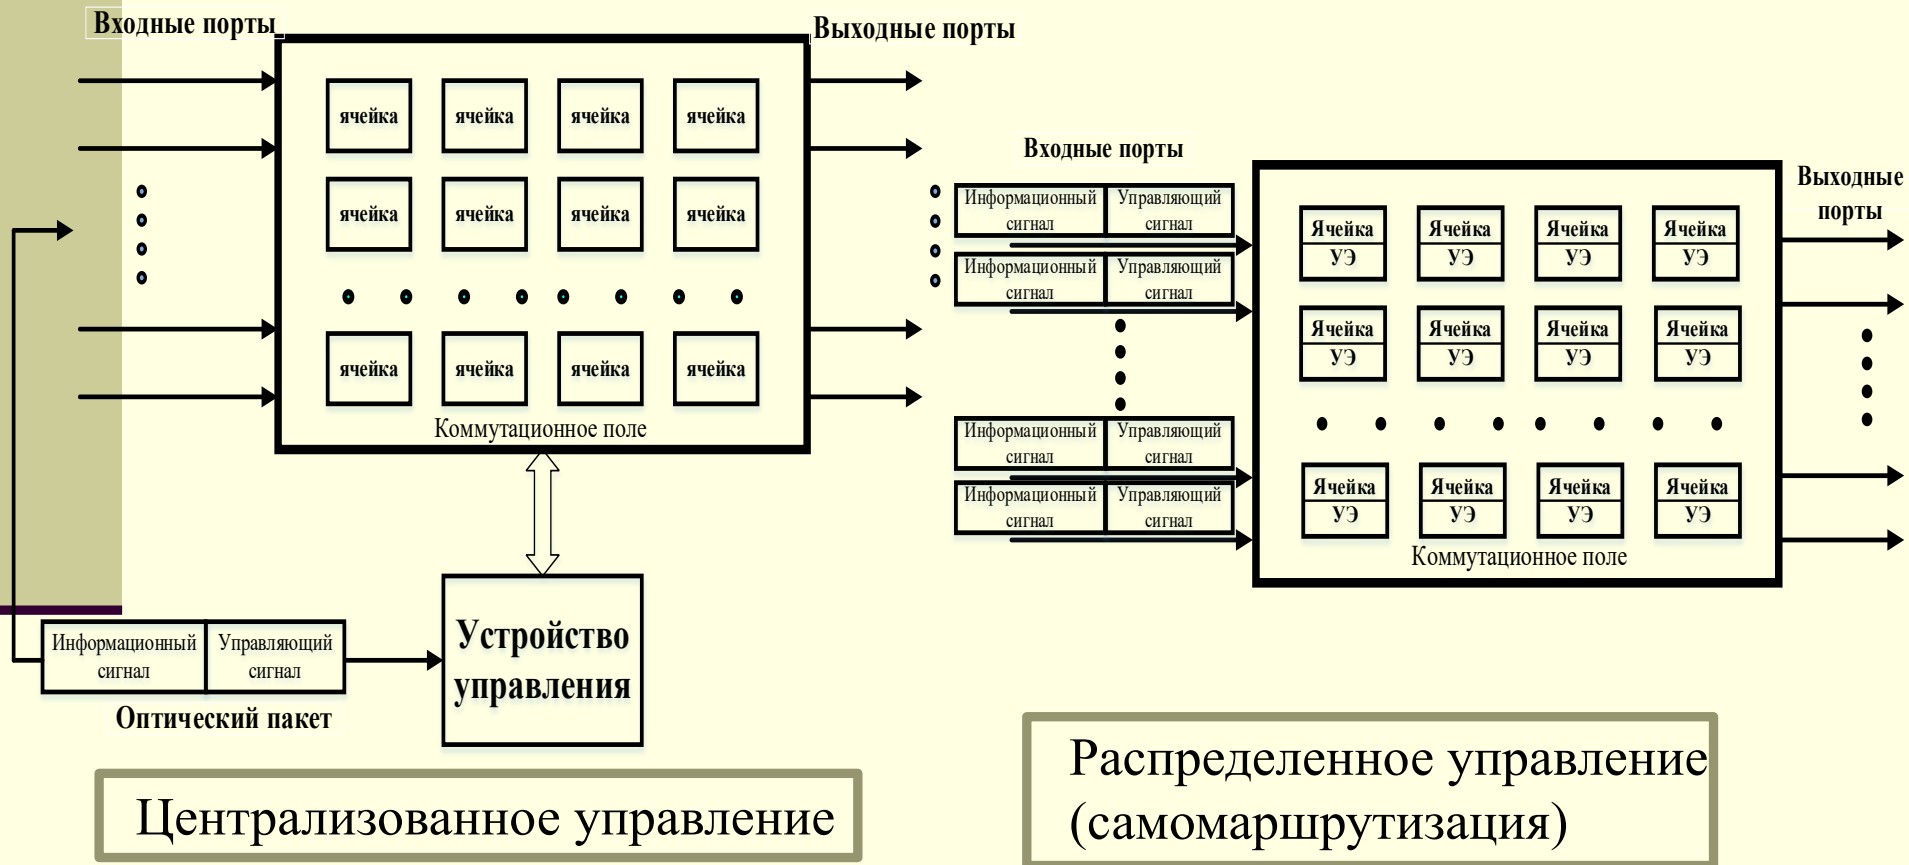 Входные порты
Выходные порты
ячейка ячейка ячейка ячейка
ячейка ячейка ячейка ячейка
ячейка ячейка ячейка ячейка
Коммутационное поле
Устройство
управления
Информационный
сигнал
Управляющий
сигнал
Оптический пакет
Централизованное управление
Входные порты
Выходные
порты
Информационный
сигнал
Управляющий
сигнал
Информационный
сигнал
Управляющий
сигнал
Информационный
сигнал
Управляющий
сигнал
Информационный
сигнал
Управляющий
сигнал
Ячейка Ячейка Ячейка Ячейка
УЭ УЭ УЭ УЭ
Ячейка Ячейка Ячейка Ячейка
УЭ УЭ УЭ УЭ
Ячейка Ячейка Ячейка Ячейка
УЭ УЭ УЭ УЭ
Коммутационное поле
Распределенное управление
(самомаршрутизация)